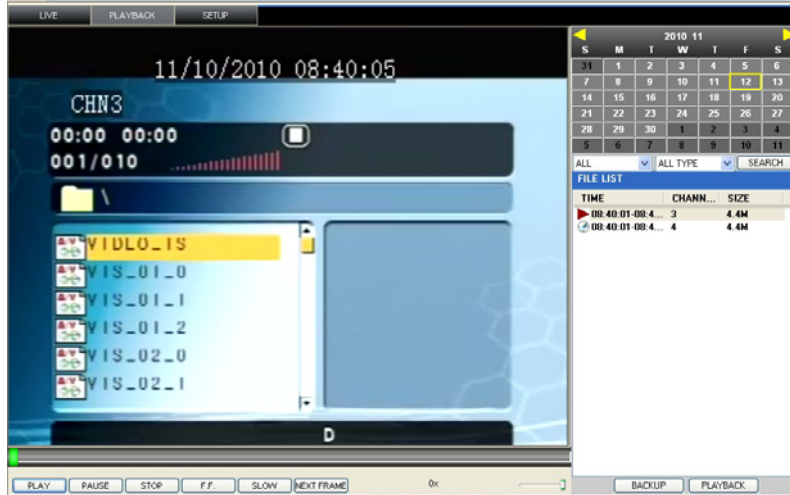 LIVE PLAYBACK SETUP
11/10/2010 08:40:05
CHN3
00:00 00:00
001/010
\
VIDEO_TS
VTS_01_0
VTS_01_1
VTS_01_2
VTS_02_0
VTS_02_1
D
2010 11
S M T W T F S
31 1 2 3 4 5 6
7 8 9 10 11 12 13
14 15 16 17 18 19 20
21 22 23 24 25 26 27
28 29 30 1 2 3 4
5 6 7 8 9 10 11
ALL ALL TYPE SEARCH
FILE LIST
TIME CHANN... SIZE
08:40:01-08:4... 3 4.4M
08:40:01-08:4... 4 4.4M
PLAY PAUSE STOP F.F. SLOW NEXT FRAME 0x BACKUP PLAYBACK